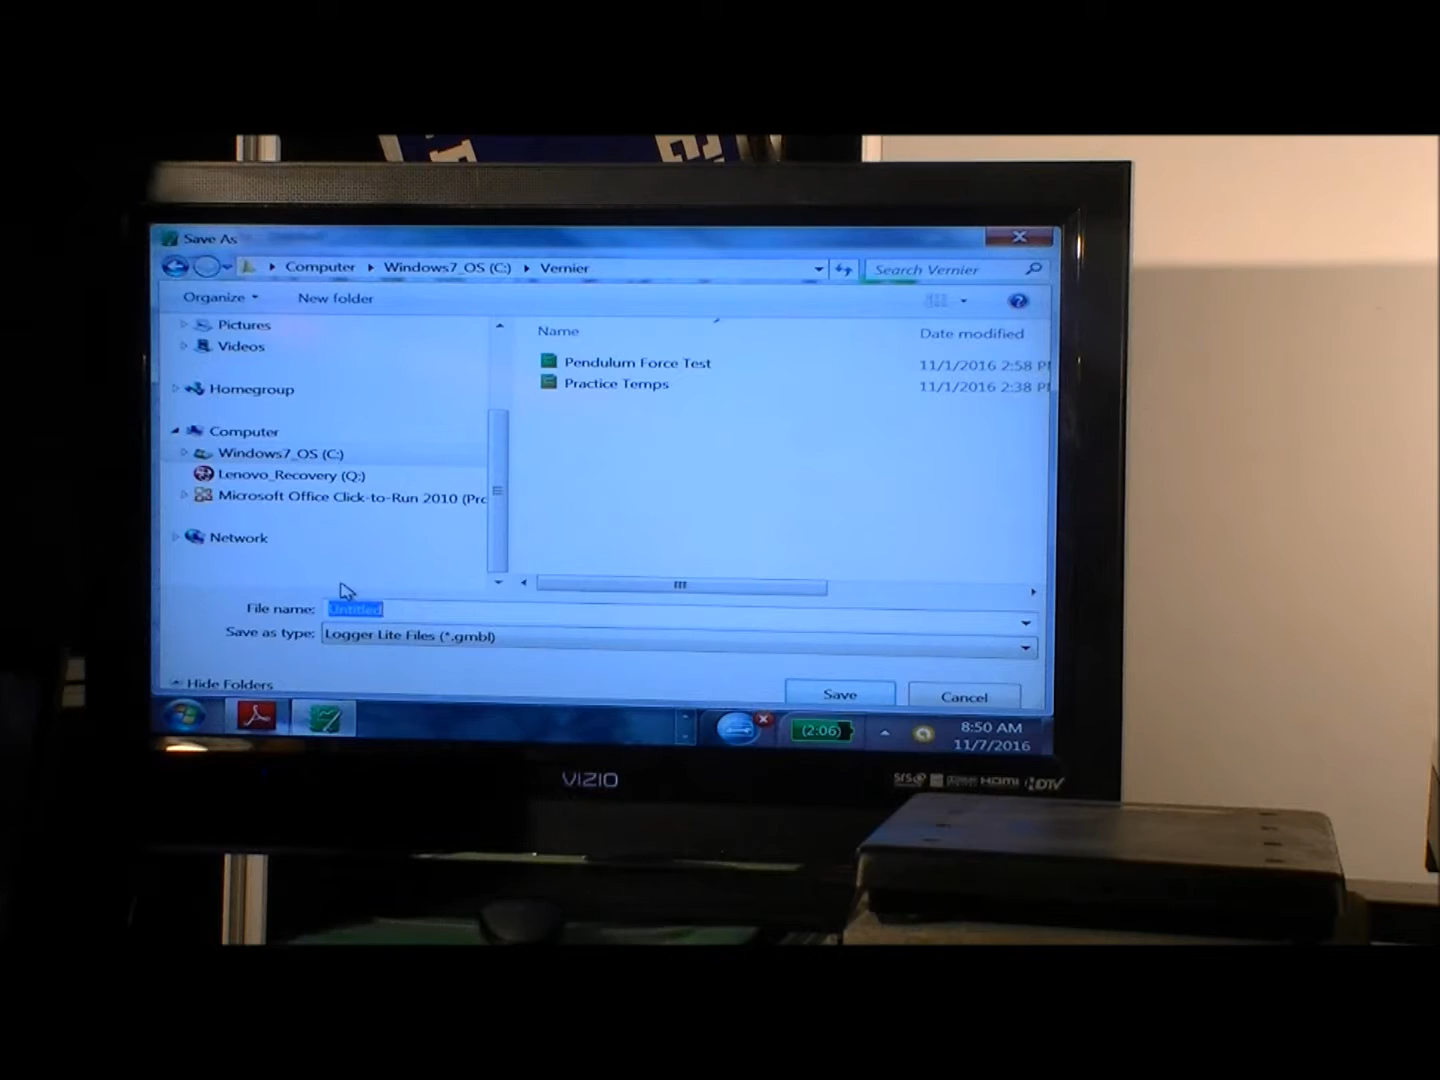 Save As
Computer Windows7_OS (C:) Vernier Search Vernier
Organize New folder
Pictures
Videos
Homegroup
Computer
Windows7_OS (C:)
Lenovo_Recovery (Q:)
Microsoft Office Click-to-Run 2010 (Pro
Network
Name Date modified
Pendulum Force Test 11/1/2016 2:58 P
Practice Temps 11/1/2016 2:38 P
File name: Untitled
Save as type: Logger Lite Files (*.gmbl)
Hide Folders Save Cancel
(2:06) 8:50 AM
11/7/2016
VIZIO
SRS HDMI HDTV